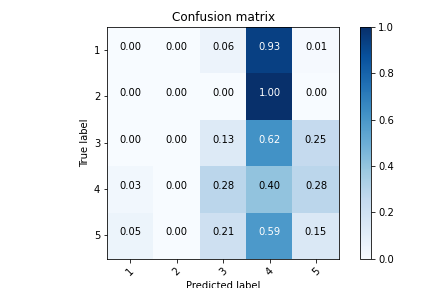 Confusion matrix
1 0.00 0.00 0.06 0.93 0.01
2 0.00 0.00 0.00 1.00 0.00
3 0.00 0.00 0.13 0.62 0.25
4 0.03 0.00 0.28 0.40 0.28
5 0.05 0.00 0.21 0.59 0.15
1 2 3 4 5
Predicted label
True label
1.0
0.8
0.6
0.4
0.2
0.0